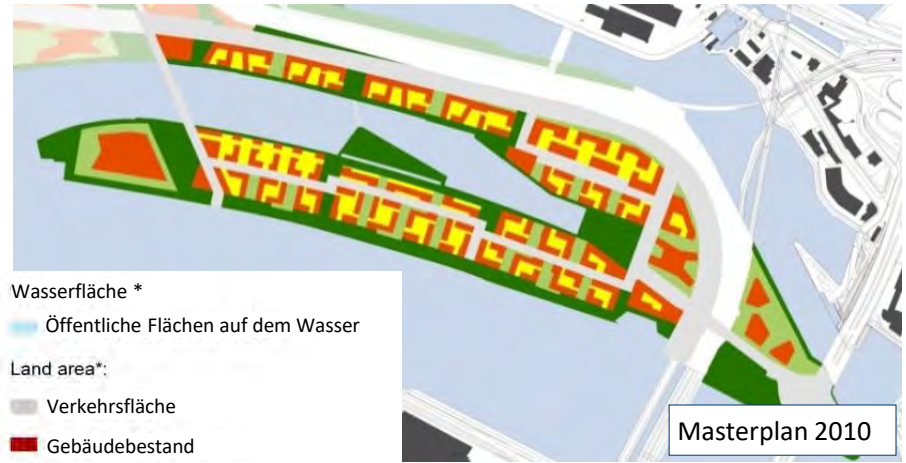 Wasserfläche *
Öffentliche Flächen auf dem Wasser
Land area*:
Verkehrsfläche
Gebäudebestand
Masterplan 2010